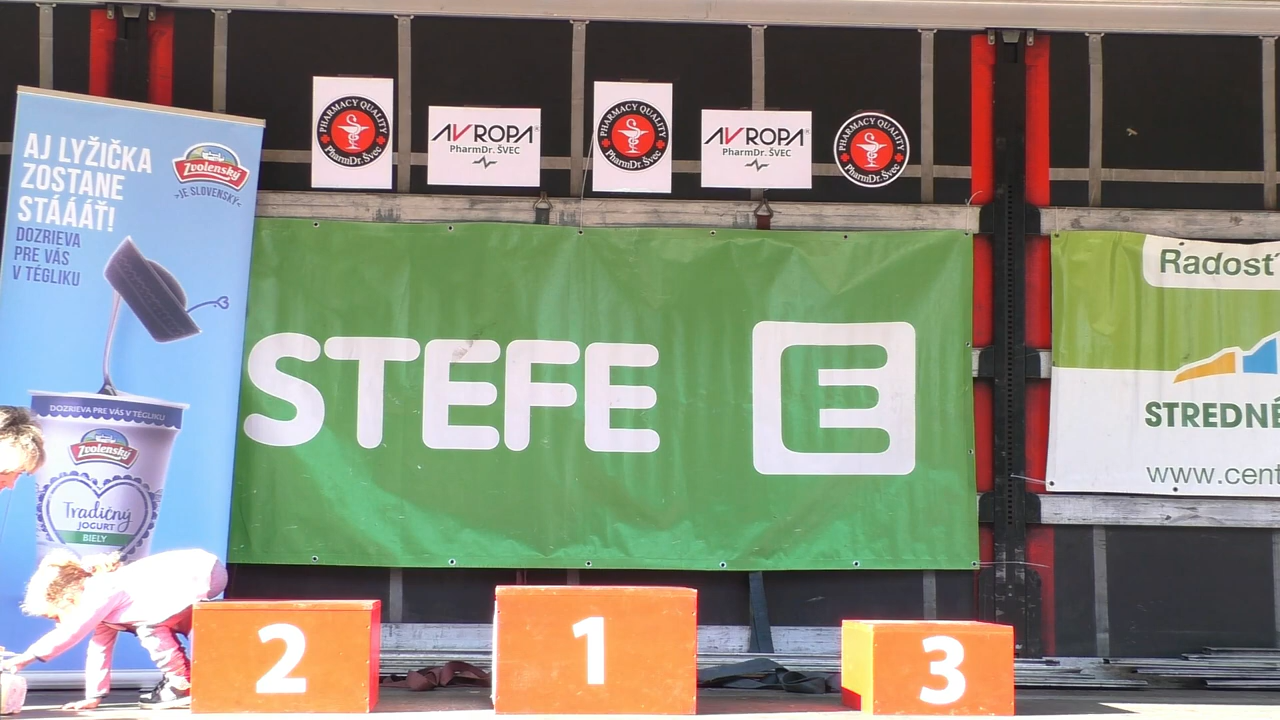 AJ LYŽIČKA
ZOSTANE
STÁÁÁŤ!
DOZRIEVA
PRE VÁS
V TÉGLIKU
Zvolenský
>JE SLOVENSKÝ<
DOZRIEVA PRE VÁS V TÉGLIKU
Zvolenský
Tradičný
JOGURT
BIELY
PHARMACY QUALITY
PharmDr. Švec
AVROPA®
PharmDr. ŠVEC
PHARMACY QUALITY
PharmDr. Švec
AVROPA®
PharmDr. ŠVEC
PHARMACY QUALITY
PharmDr. Švec
STEFE E
Radosť
STREDNÉ
www.cent
2
1
3